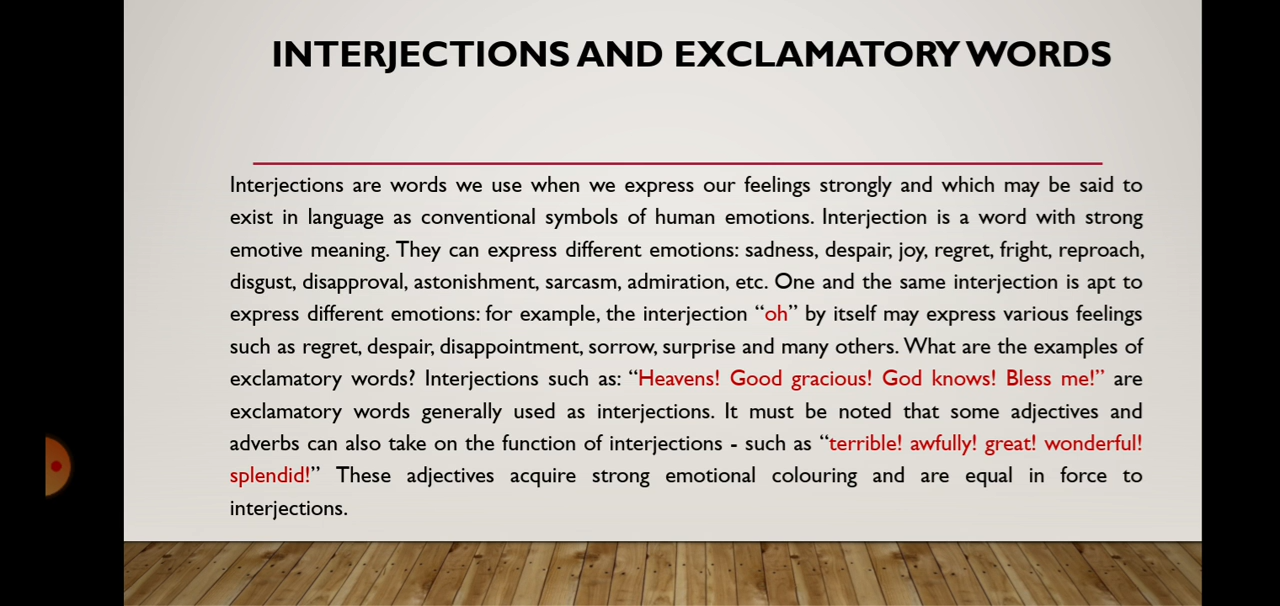 INTERJECTIONS AND EXCLAMATORY WORDS
Interjections are words we use when we express our feelings strongly and which may be said to
exist in language as conventional symbols of human emotions. Interjection is a word with strong
emotive meaning. They can express different emotions: sadness, despair, joy, regret, fright, reproach,
disgust, disapproval, astonishment, sarcasm, admiration, etc. One and the same interjection is apt to
express different emotions: for example, the interjection “oh” by itself may express various feelings
such as regret, despair, disappointment, sorrow, surprise and many others. What are the examples of
exclamatory words? Interjections such as: “Heavens! Good gracious! God knows! Bless me!” are
exclamatory words generally used as interjections. It must be noted that some adjectives and
adverbs can also take on the function of interjections - such as “terrible! awfully! great! wonderful!
splendid!” These adjectives acquire strong emotional colouring and are equal in force to
interjections.